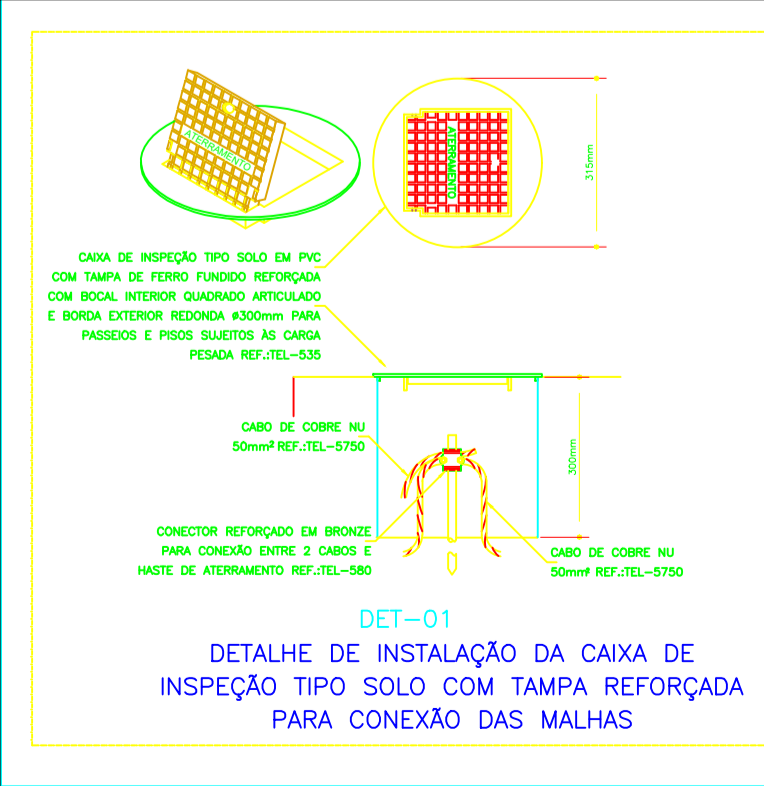 ATERRAMENTO
ATERRAMENTO
315mm
CAIXA DE INSPEÇÃO TIPO SOLO EM PVC
COM TAMPA DE FERRO FUNDIDO REFORÇADA
COM BOCAL INTERIOR QUADRADO ARTICULADO
E BORDA EXTERIOR REDONDA ø300mm PARA
PASSEIOS E PISOS SUJEITOS ÀS CARGA
PESADA REF.:TEL-535
CABO DE COBRE NU
50mm² REF.:TEL-5750
300mm
CONECTOR REFORÇADO EM BRONZE
PARA CONEXÃO ENTRE 2 CABOS E
HASTE DE ATERRAMENTO REF.:TEL-580
CABO DE COBRE NU
50mm² REF.:TEL-5750
DET-01
DETALHE DE INSTALAÇÃO DA CAIXA DE
INSPEÇÃO TIPO SOLO COM TAMPA REFORÇADA
PARA CONEXÃO DAS MALHAS